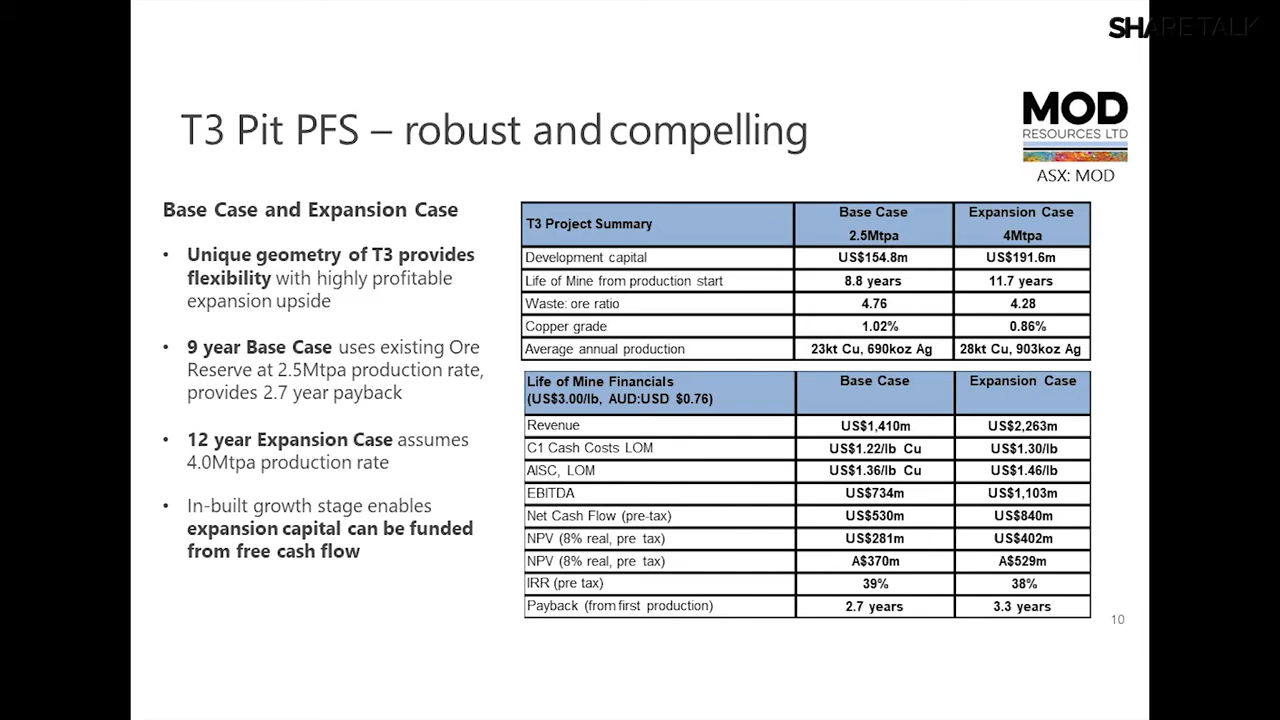 SHARE TALK
T3 Pit PFS – robust and compelling
MOD
RESOURCES LTD
ASX: MOD
Base Case and Expansion Case
• Unique geometry of T3 provides
flexibility with highly profitable
expansion upside
• 9 year Base Case uses existing Ore
Reserve at 2.5Mtpa production rate,
provides 2.7 year payback
• 12 year Expansion Case assumes
4.0Mtpa production rate
• In-built growth stage enables
expansion capital can be funded
from free cash flow
T3 Project Summary Base Case 2.5Mtpa Expansion Case 4Mtpa
Development capital US$154.8m US$191.6m
Life of Mine from production start 8.8 years 11.7 years
Waste: ore ratio 4.76 4.28
Copper grade 1.02% 0.86%
Average annual production 23kt Cu, 690koz Ag 28kt Cu, 903koz Ag
Life of Mine Financials Base Case Expansion Case
(US$3.00/lb, AUD:USD $0.76)
Revenue US$1,410m US$2,263m
C1 Cash Costs LOM US$1.22/lb Cu US$1.30/lb
AISC, LOM US$1.36/lb Cu US$1.46/lb
EBITDA US$734m US$1,103m
Net Cash Flow (pre-tax) US$530m US$840m
NPV (8% real, pre tax) US$281m US$402m
NPV (8% real, pre tax) A$370m A$529m
IRR (pre tax) 39% 38%
Payback (from first production) 2.7 years 3.3 years
10